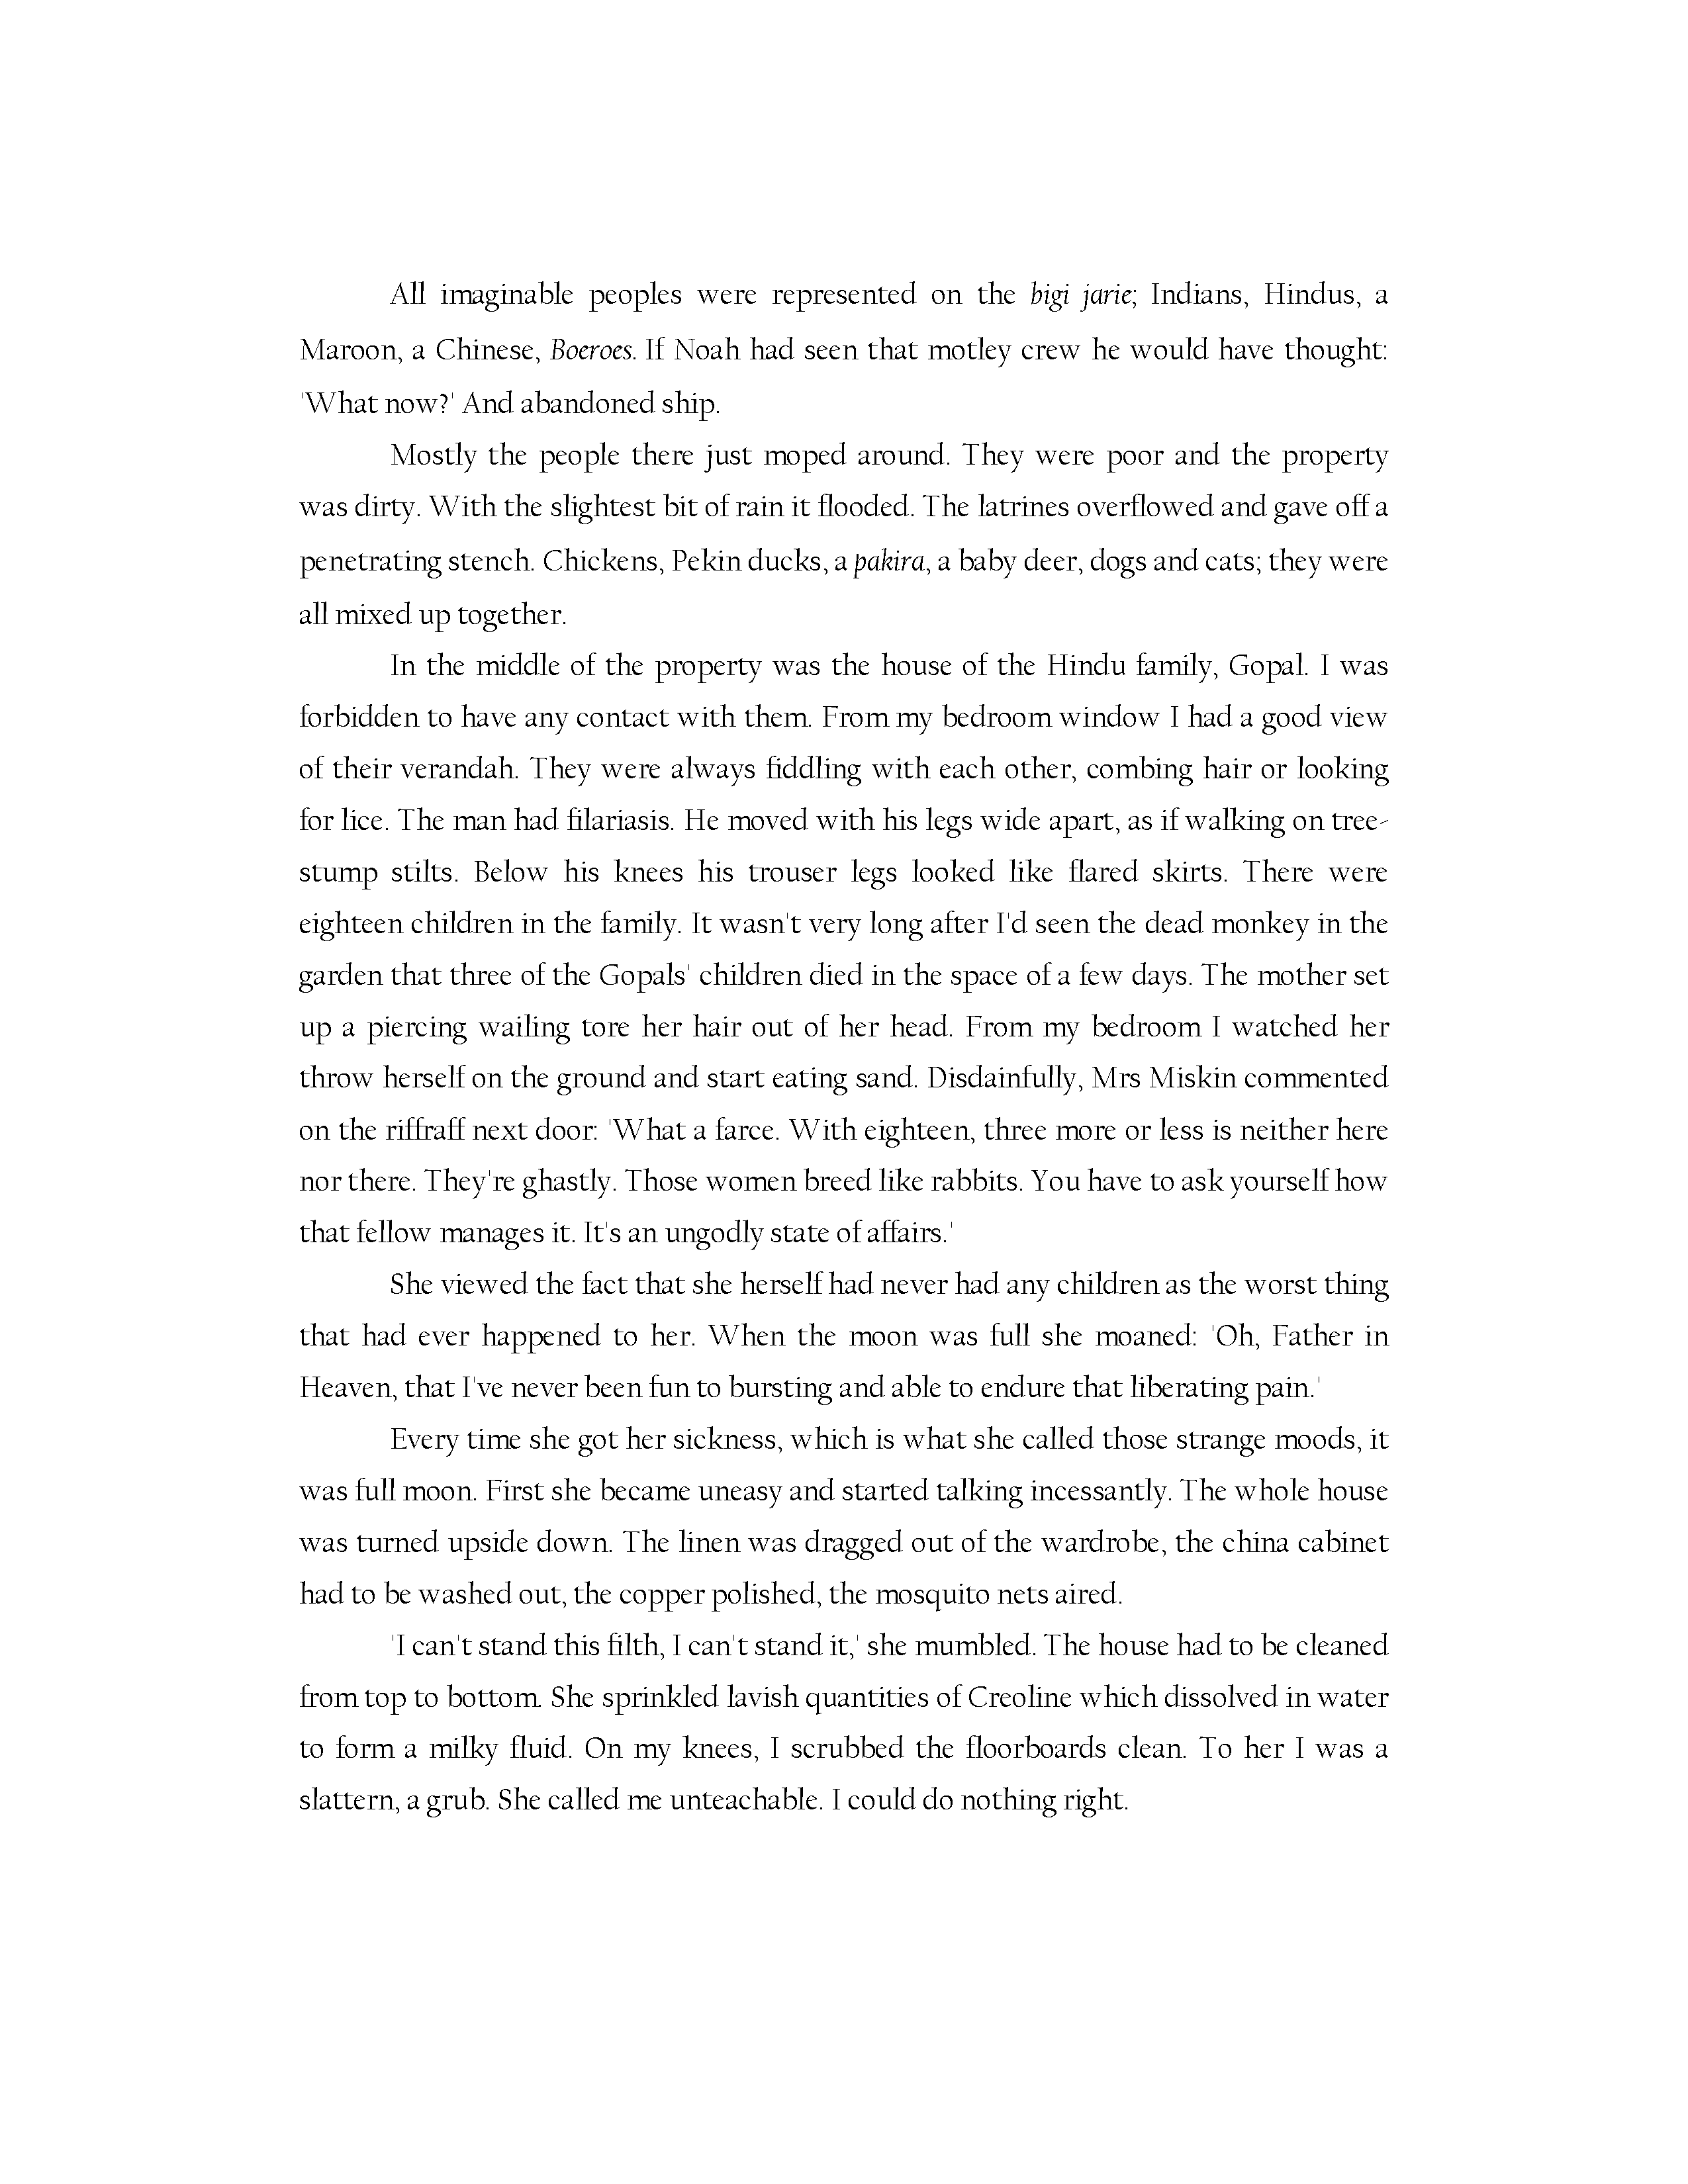 All imaginable peoples were represented on the bigi jarie; Indians, Hindus, a
Maroon, a Chinese, Boeroes. If Noah had seen that motley crew he would have thought:
'What now?' And abandoned ship.
Mostly the people there just moped around. They were poor and the property
was dirty. With the slightest bit of rain it flooded. The latrines overflowed and gave off a
penetrating stench. Chickens, Pekin ducks, a pakira, a baby deer, dogs and cats; they were
all mixed up together.
In the middle of the property was the house of the Hindu family, Gopal. I was
forbidden to have any contact with them. From my bedroom window I had a good view
of their verandah. They were always fiddling with each other, combing hair or looking
for lice. The man had filariasis. He moved with his legs wide apart, as if walking on tree-
stump stilts. Below his knees his trouser legs looked like flared skirts. There were
eighteen children in the family. It wasn't very long after I'd seen the dead monkey in the
garden that three of the Gopals' children died in the space of a few days. The mother set
up a piercing wailing tore her hair out of her head. From my bedroom I watched her
throw herself on the ground and start eating sand. Disdainfully, Mrs Miskin commented
on the riffraff next door: 'What a farce. With eighteen, three more or less is neither here
nor there. They're ghastly. Those women breed like rabbits. You have to ask yourself how
that fellow manages it. It's an ungodly state of affairs.'
She viewed the fact that she herself had never had any children as the worst thing
that had ever happened to her. When the moon was full she moaned: 'Oh, Father in
Heaven, that I've never been fun to bursting and able to endure that liberating pain.'
Every time she got her sickness, which is what she called those strange moods, it
was full moon. First she became uneasy and started talking incessantly. The whole house
was turned upside down. The linen was dragged out of the wardrobe, the china cabinet
had to be washed out, the copper polished, the mosquito nets aired.
'I can't stand this filth, I can't stand it,' she mumbled. The house had to be cleaned
from top to bottom. She sprinkled lavish quantities of Creoline which dissolved in water
to form a milky fluid. On my knees, I scrubbed the floorboards clean. To her I was a
slattern, a grub. She called me unteachable. I could do nothing right.